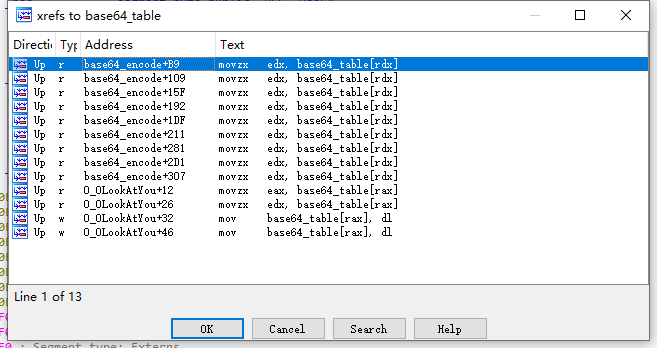 xrefs to base64_table
Directic Typ Address Text
Up r base64_encode+B9 movzx edx, base64_table[rdx]
Up r base64_encode+109 movzx edx, base64_table[rdx]
Up r base64_encode+15F movzx edx, base64_table[rdx]
Up r base64_encode+192 movzx edx, base64_table[rdx]
Up r base64_encode+1DF movzx edx, base64_table[rdx]
Up r base64_encode+211 movzx edx, base64_table[rdx]
Up r base64_encode+281 movzx edx, base64_table[rdx]
Up r base64_encode+2D1 movzx edx, base64_table[rdx]
Up r base64_encode+307 movzx edx, base64_table[rdx]
Up r O_OLookAtYou+12 movzx eax, base64_table[rax]
Up r O_OLookAtYou+26 movzx edx, base64_table[rdx]
Up w O_OLookAtYou+32 mov base64_table[rax], dl
Up w O_OLookAtYou+46 mov base64_table[rax], dl
Line 1 of 13
OK Cancel Search Help